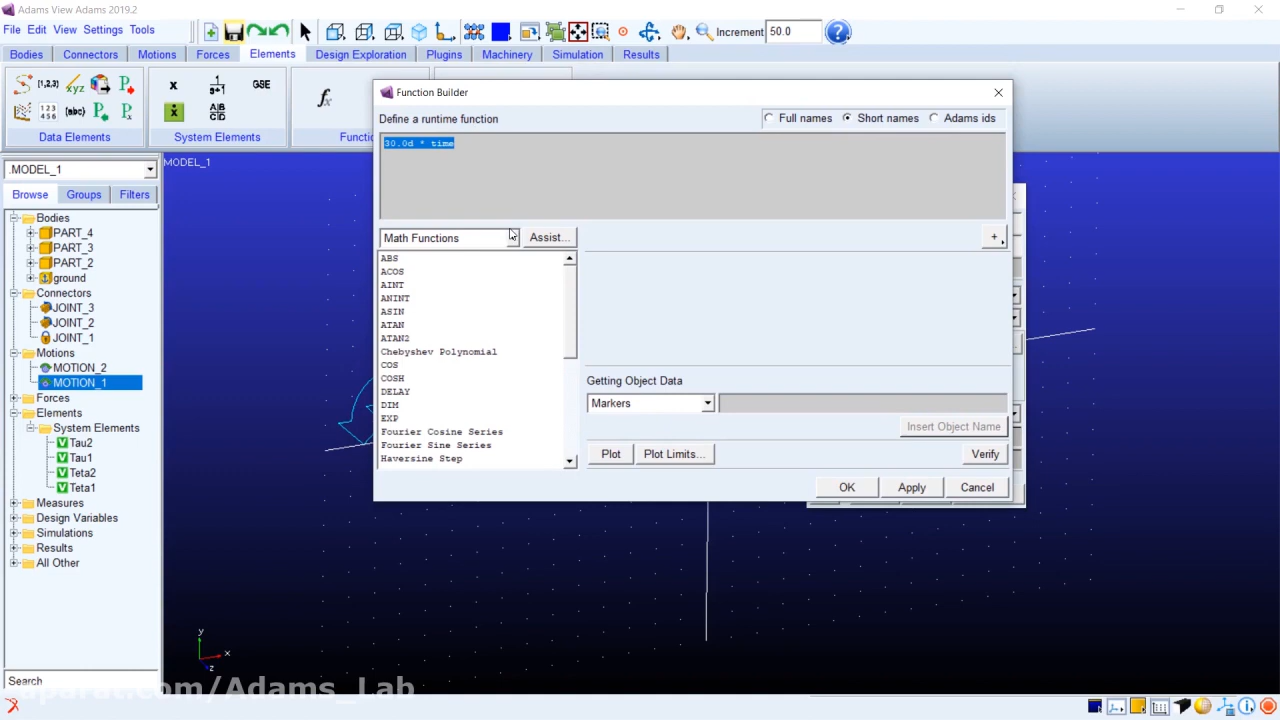 Adams View Adams 2019.2
File Edit View Settings Tools
Increment 50.0
Bodies Connectors Motions Forces Elements Design Exploration Plugins Machinery Simulation Results
Data Elements System Elements Functi
Function Builder
Define a runtime function
Full names Short names Adams ids
30.0d * time
Math Functions Assist... +
ABS
ACOS
AINT
ANINT
ASIN
ATAN
ATAN2
Chebyshev Polynomial
COS
COSH
DELAY
DIM
EXP
Fourier Cosine Series
Fourier Sine Series
Haversine Step
Getting Object Data
Markers
Insert Object Name
Plot Plot Limits... Verify
OK Apply Cancel
.MODEL_1
Browse Groups Filters
Bodies
PART_4
PART_3
PART_2
ground
Connectors
JOINT_3
JOINT_2
JOINT_1
Motions
MOTION_2
MOTION_1
Forces
Elements
System Elements
Tau2
Tau1
Teta2
Teta1
Measures
Design Variables
Simulations
Results
All Other
Search
MODEL_1
y
x
z
aparat.com/Adams_Lab